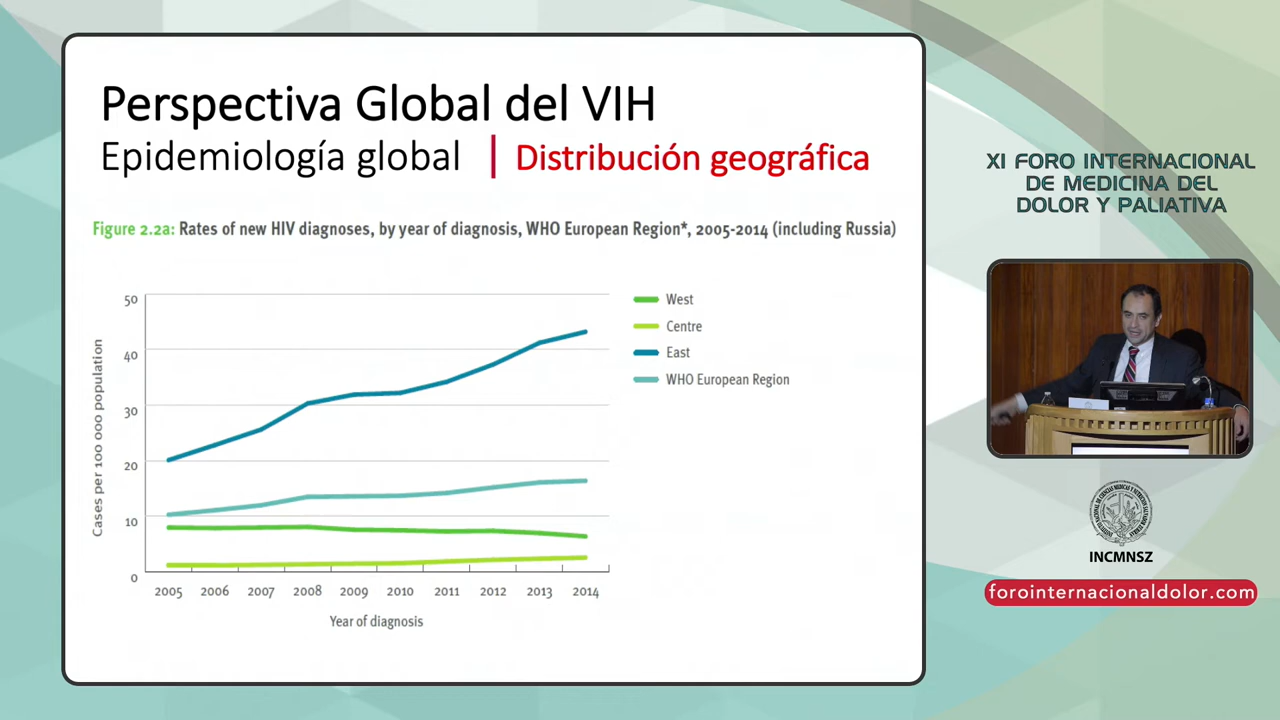 Perspectiva Global del VIH
Epidemiología global | Distribución geográfica
Figure 2.2a: Rates of new HIV diagnoses, by year of diagnosis, WHO European Region*, 2005-2014 (including Russia)
Cases per 100 000 population
50
40
30
20
10
0
2005 2006 2007 2008 2009 2010 2011 2012 2013 2014
Year of diagnosis
West
Centre
East
WHO European Region
XI FORO INTERNACIONAL
DE MEDICINA DEL
DOLOR Y PALIATIVA
INCMNSZ
forointernacionaldolor.com